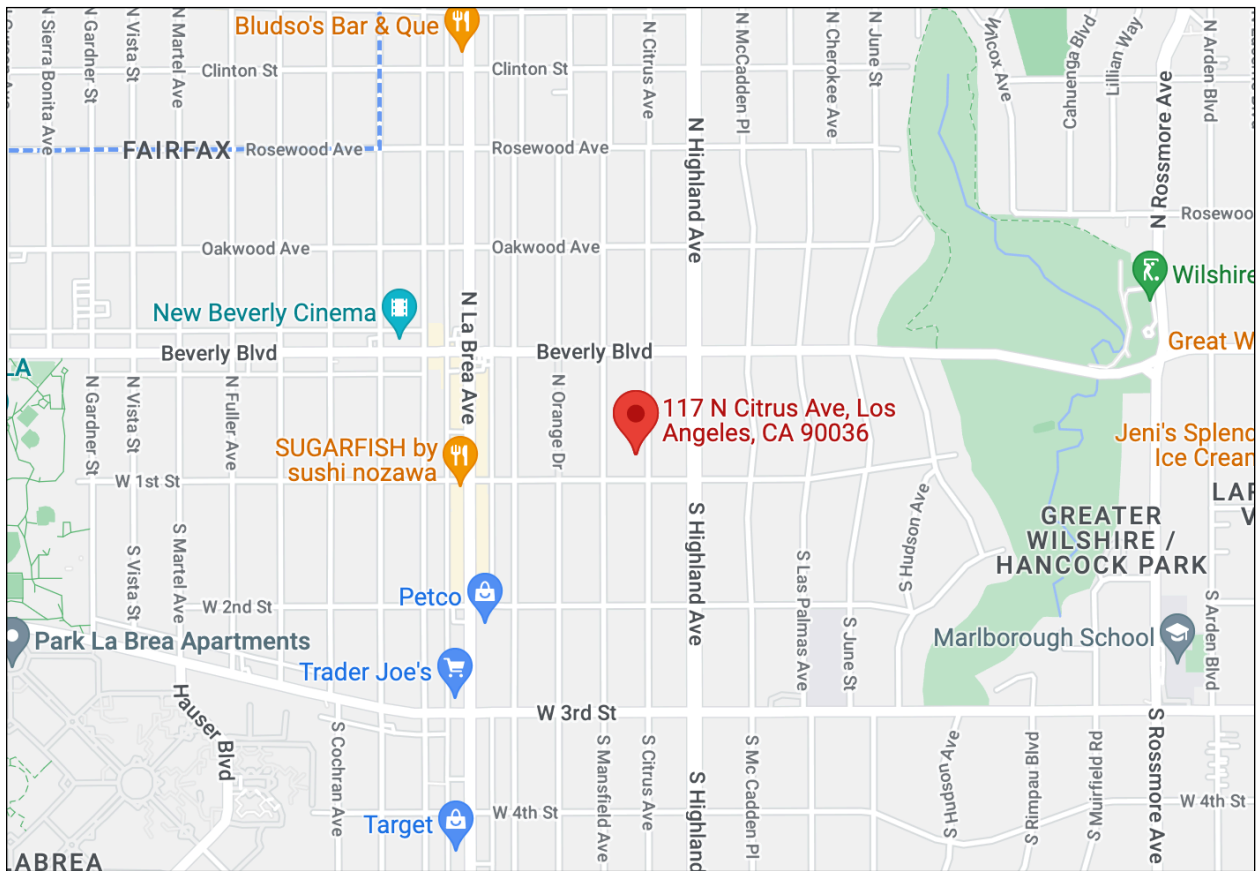 Bludso's Bar & Que
N Sierra Bonita Ave
N Gardner St
N Vista St
N Martel Ave
N Citrus Ave
N McCadden Pl
N Cherokee Ave
N June St
Wilcox Ave
Cahuenga Blvd
Lillian Way
N Arden Blvd
Clinton St
Clinton St
N Rossmore Ave
FAIRFAX
Rosewood Ave
Rosewood Ave
N Highland Ave
Rosewoo
Oakwood Ave
Oakwood Ave
Wilshire
New Beverly Cinema
N La Brea Ave
Great W
Beverly Blvd
Beverly Blvd
LA
N Gardner St
N Vista St
N Fuller Ave
N Orange Dr
117 N Citrus Ave, Los
Angeles, CA 90036
SUGARFISH by
sushi nozawa
Jeni's Splend
Ice Crean
W 1st St
S Highland Ave
S Hudson Ave
GREATER
WILSHIRE /
HANCOCK PARK
LAR
V
S Vista St
S Martel Ave
S Las Palmas Ave
S June St
S Arden Blvd
Petco
W 2nd St
Park La Brea Apartments
Marlborough School
Trader Joe's
Hauser Blvd
W 3rd St
S Cochran Ave
S Mansfield Ave
S Citrus Ave
S Highland
S Mc Cadden Pl
S Hudson Ave
S Rimpau Blvd
S Muirfield Rd
S Rossmore Ave
W 4th St
W 4th St
Target
ABREA